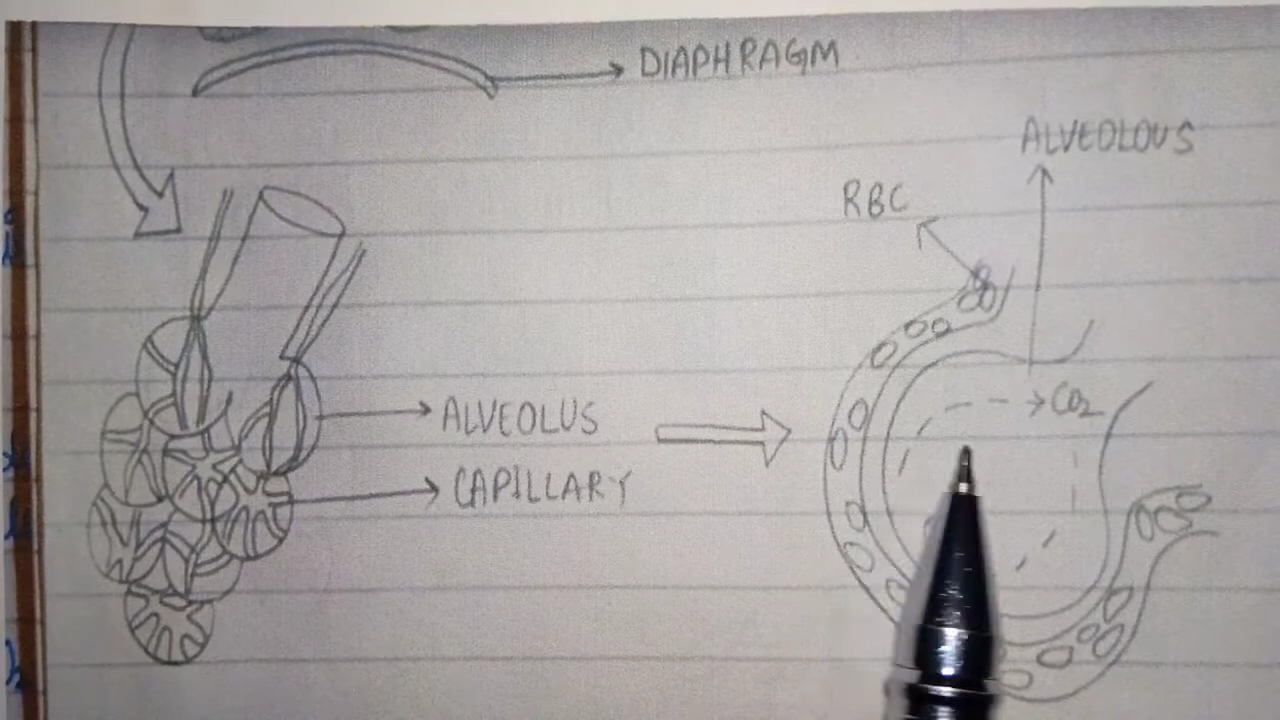 DIAPHRAGM
ALVEOLOUS
RBC
CO2
ALVEOLUS
CAPILLARY